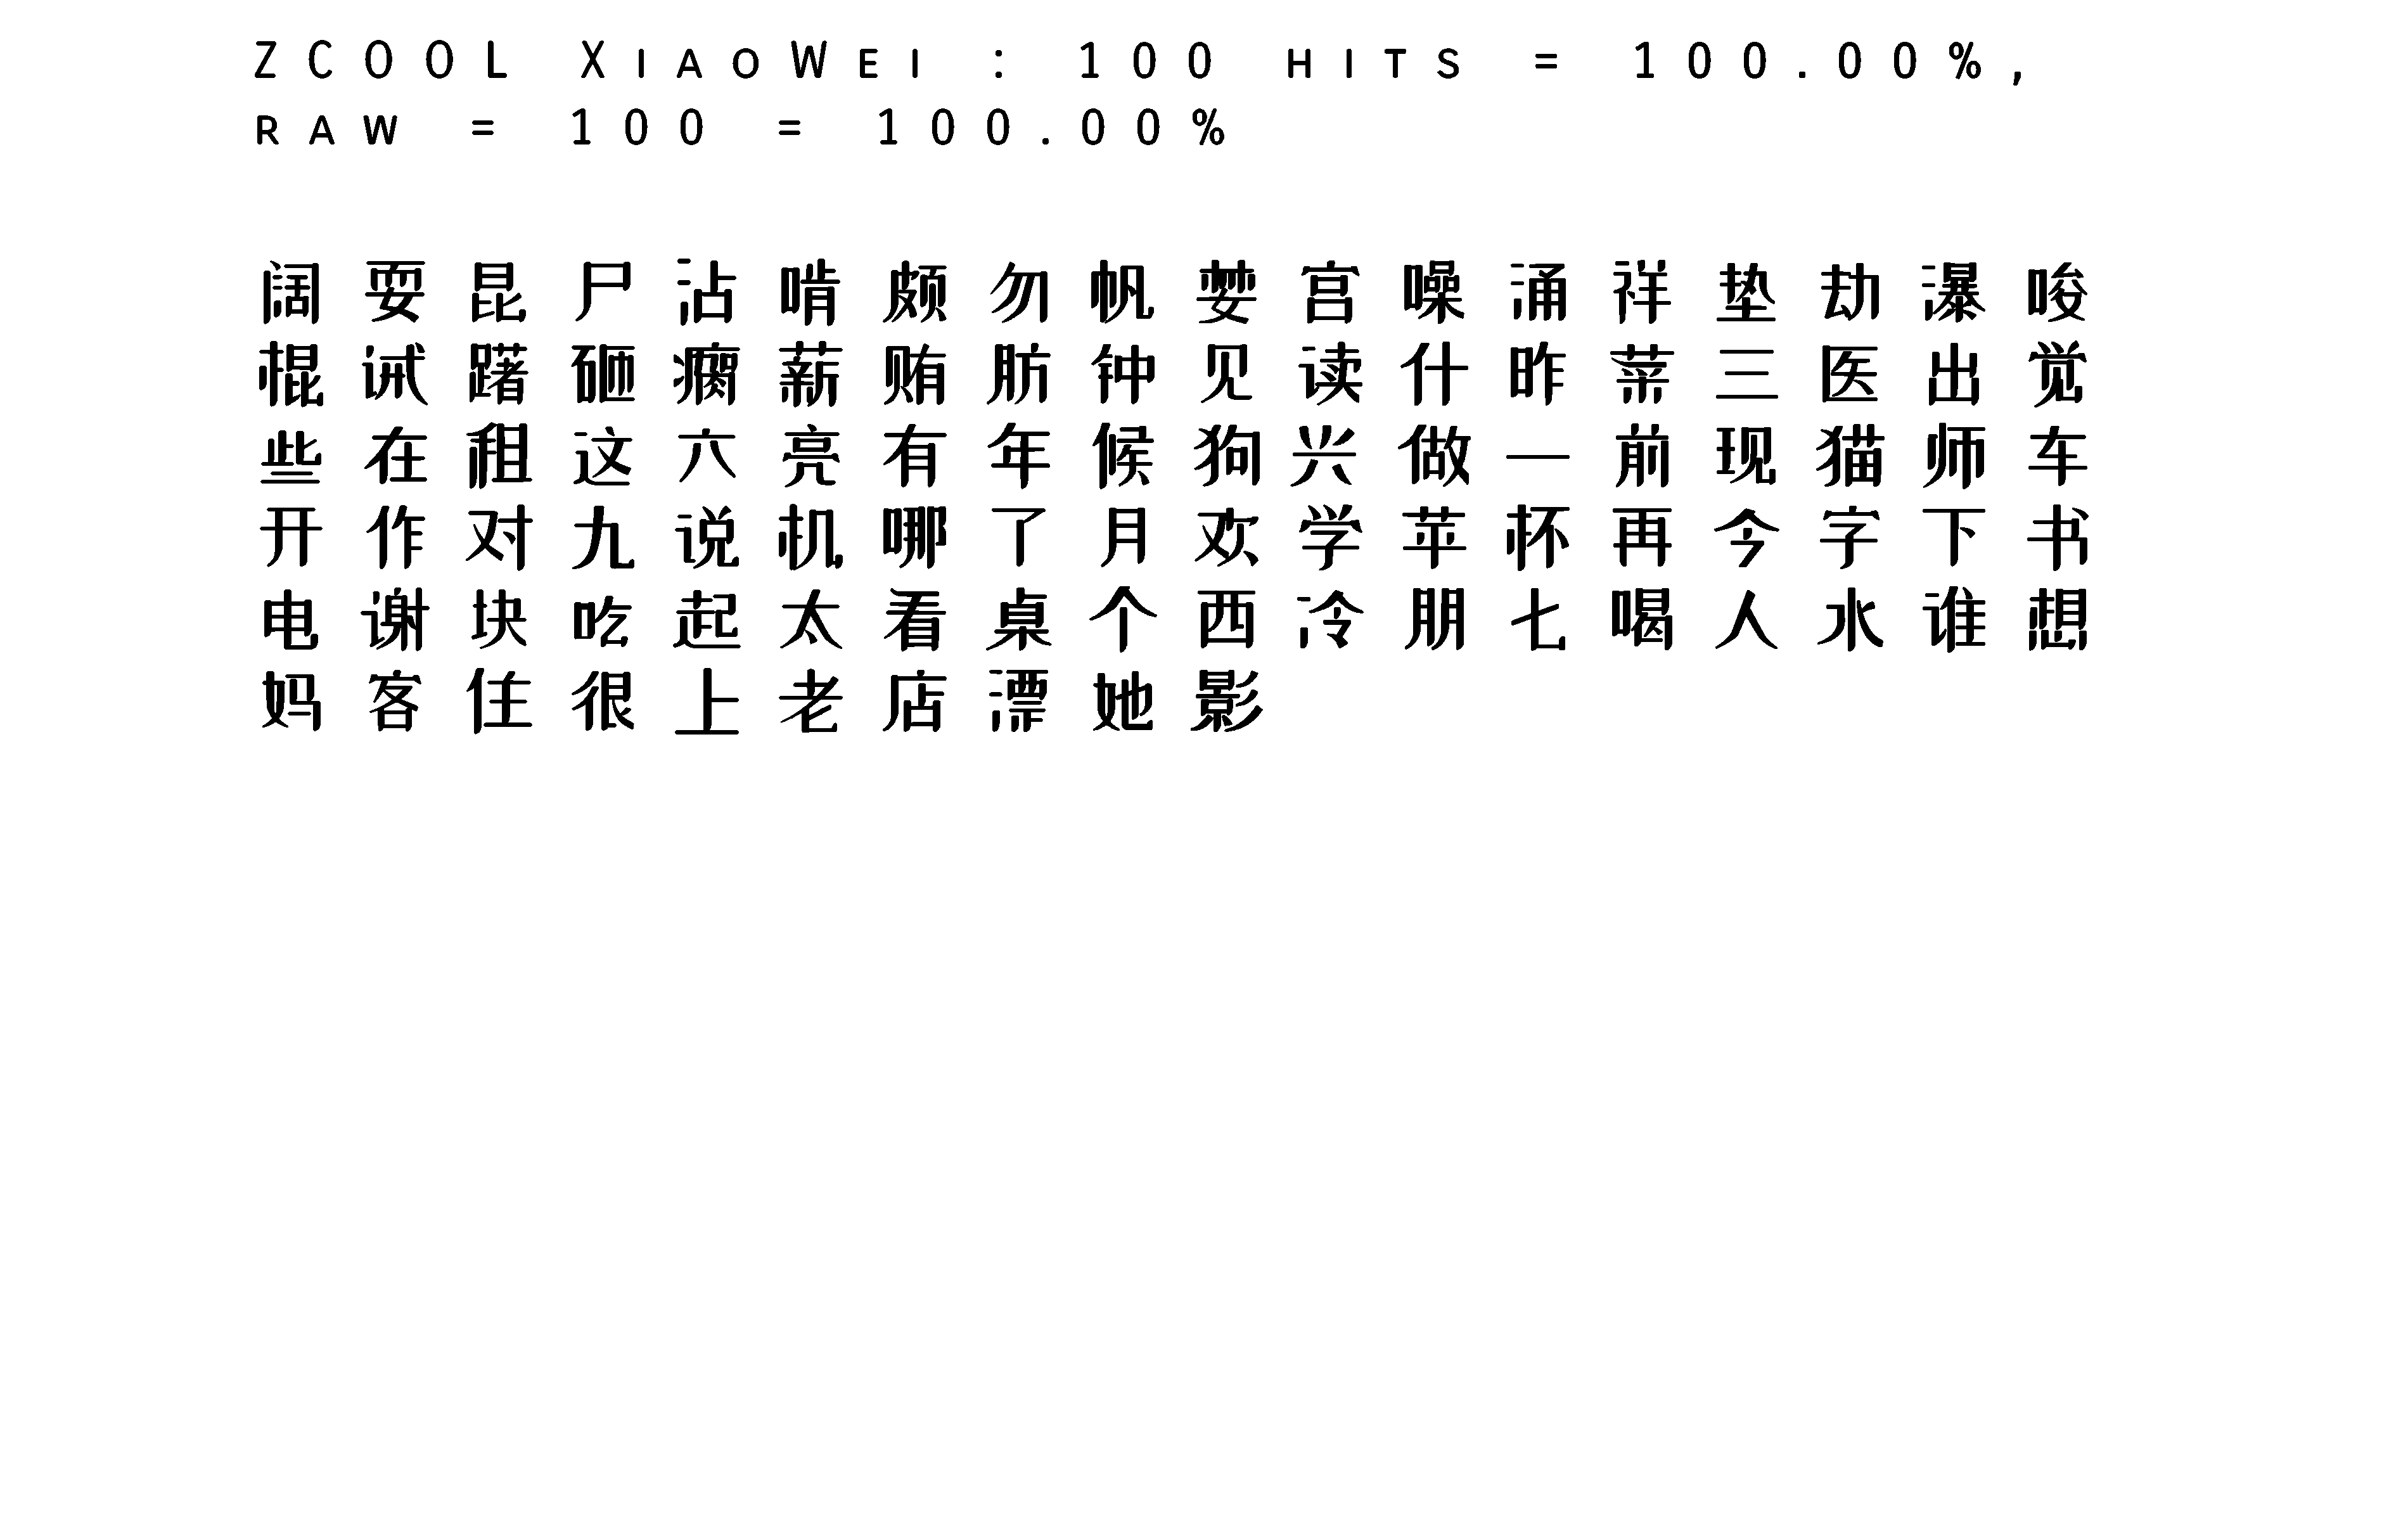 ZCOOL XiaoWei : 100 hits = 100.00%,
raw = 100 = 100.00%
阔耍昆尸沾啃颇勿帆婴宫噪涌祥垫劫瀑唆
棍诫躇砸瘸薪贿肪钟见读什昨菜三医出觉
些在租这六亮有年候狗兴做一前现猫师车
开作对九说机哪了月欢学苹杯再今字下书
电谢块吃起太看桌个西冷朋七喝人水谁想
妈客住很上老店漂她影